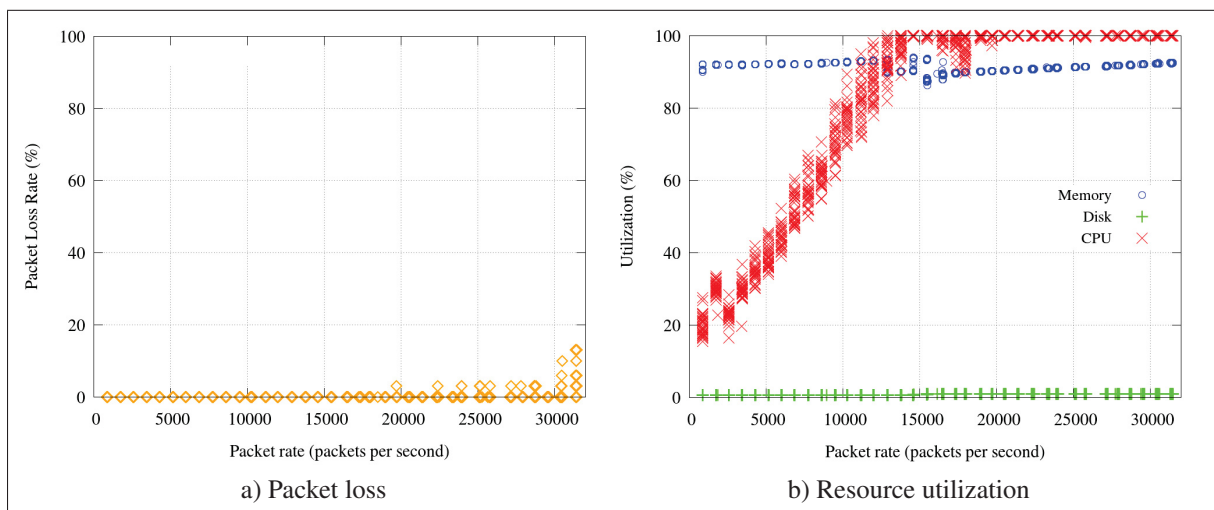 100
80
60
40
20
0
Packet Loss Rate (%)
0 5000 10000 15000 20000 25000 30000
Packet rate (packets per second)
a) Packet loss
100
80
60
40
20
0
Utilization (%)
Memory
Disk
CPU
0 5000 10000 15000 20000 25000 30000
Packet rate (packets per second)
b) Resource utilization